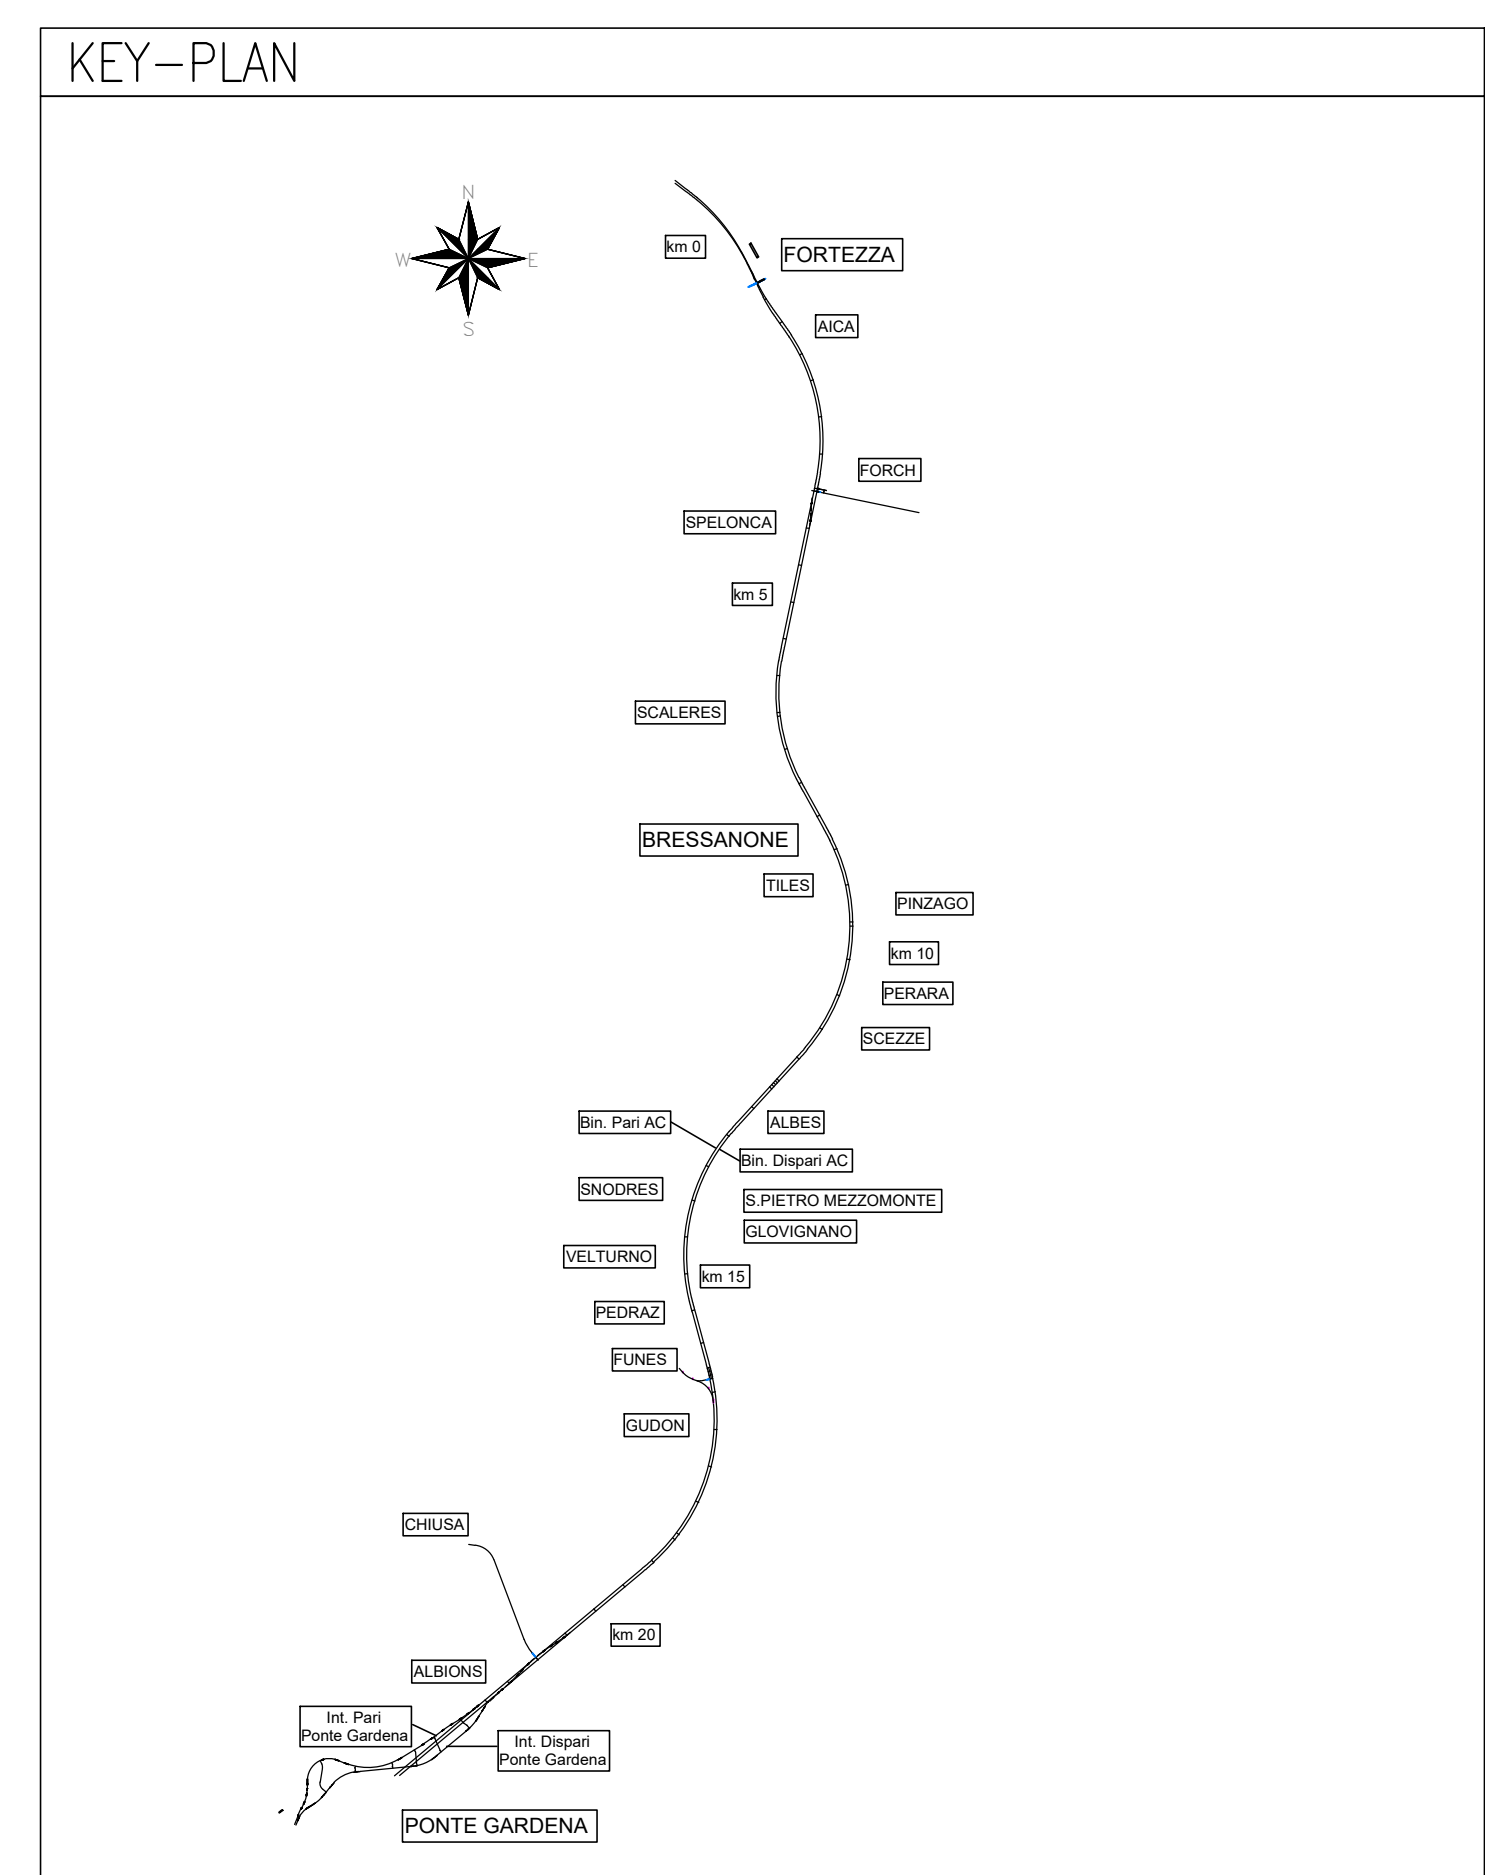 KEY-PLAN
N
W
E
S
km 0
FORTEZZA
AICA
FORCH
SPELONCA
km 5
SCALERES
BRESSANONE
TILES
PINZAGO
km 10
PERARA
SCEZZE
Bin. Pari AC
ALBES
Bin. Dispari AC
SNODRES
S.PIETRO MEZZOMONTE
GLOVIGNANO
VELTURNO
km 15
PEDRAZ
FUNES
GUDON
CHIUSA
km 20
ALBIONS
Int. Pari
Ponte Gardena
Int. Dispari
Ponte Gardena
PONTE GARDENA